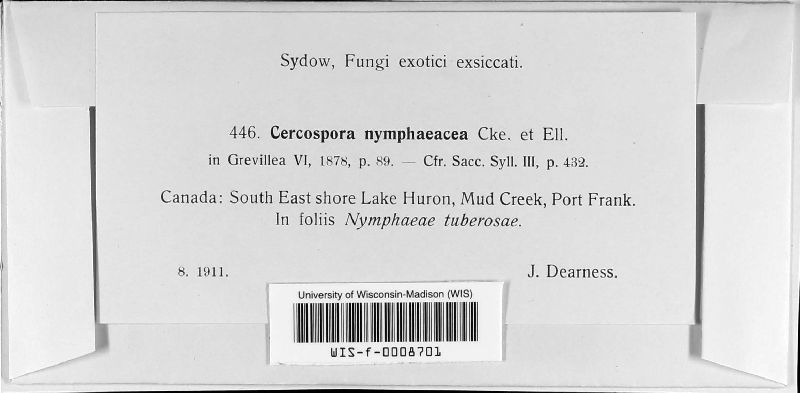 Sydow, Fungi exotici exsiccati.
446. Cercospora nymphaeacea Cke. et Ell.
in Grevillea VI, 1878, p. 89. — Cfr. Sacc. Syll. III, p. 432.
Canada: South East shore Lake Huron, Mud Creek, Port Frank.
In foliis Nymphaeae tuberosae.
8. 1911. J. Dearness.
University of Wisconsin-Madison (WIS)
WIS-f-0008701